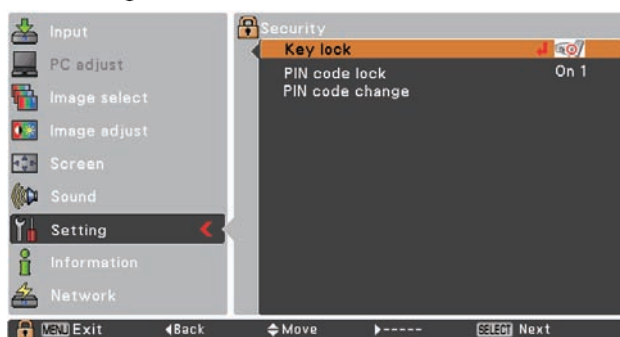 Input
PC adjust
Image select
Image adjust
Screen
Sound
Setting
Information
Network
Security
Key lock
PIN code lock On 1
PIN code change
MENU Exit Back Move ----- SELECT Next